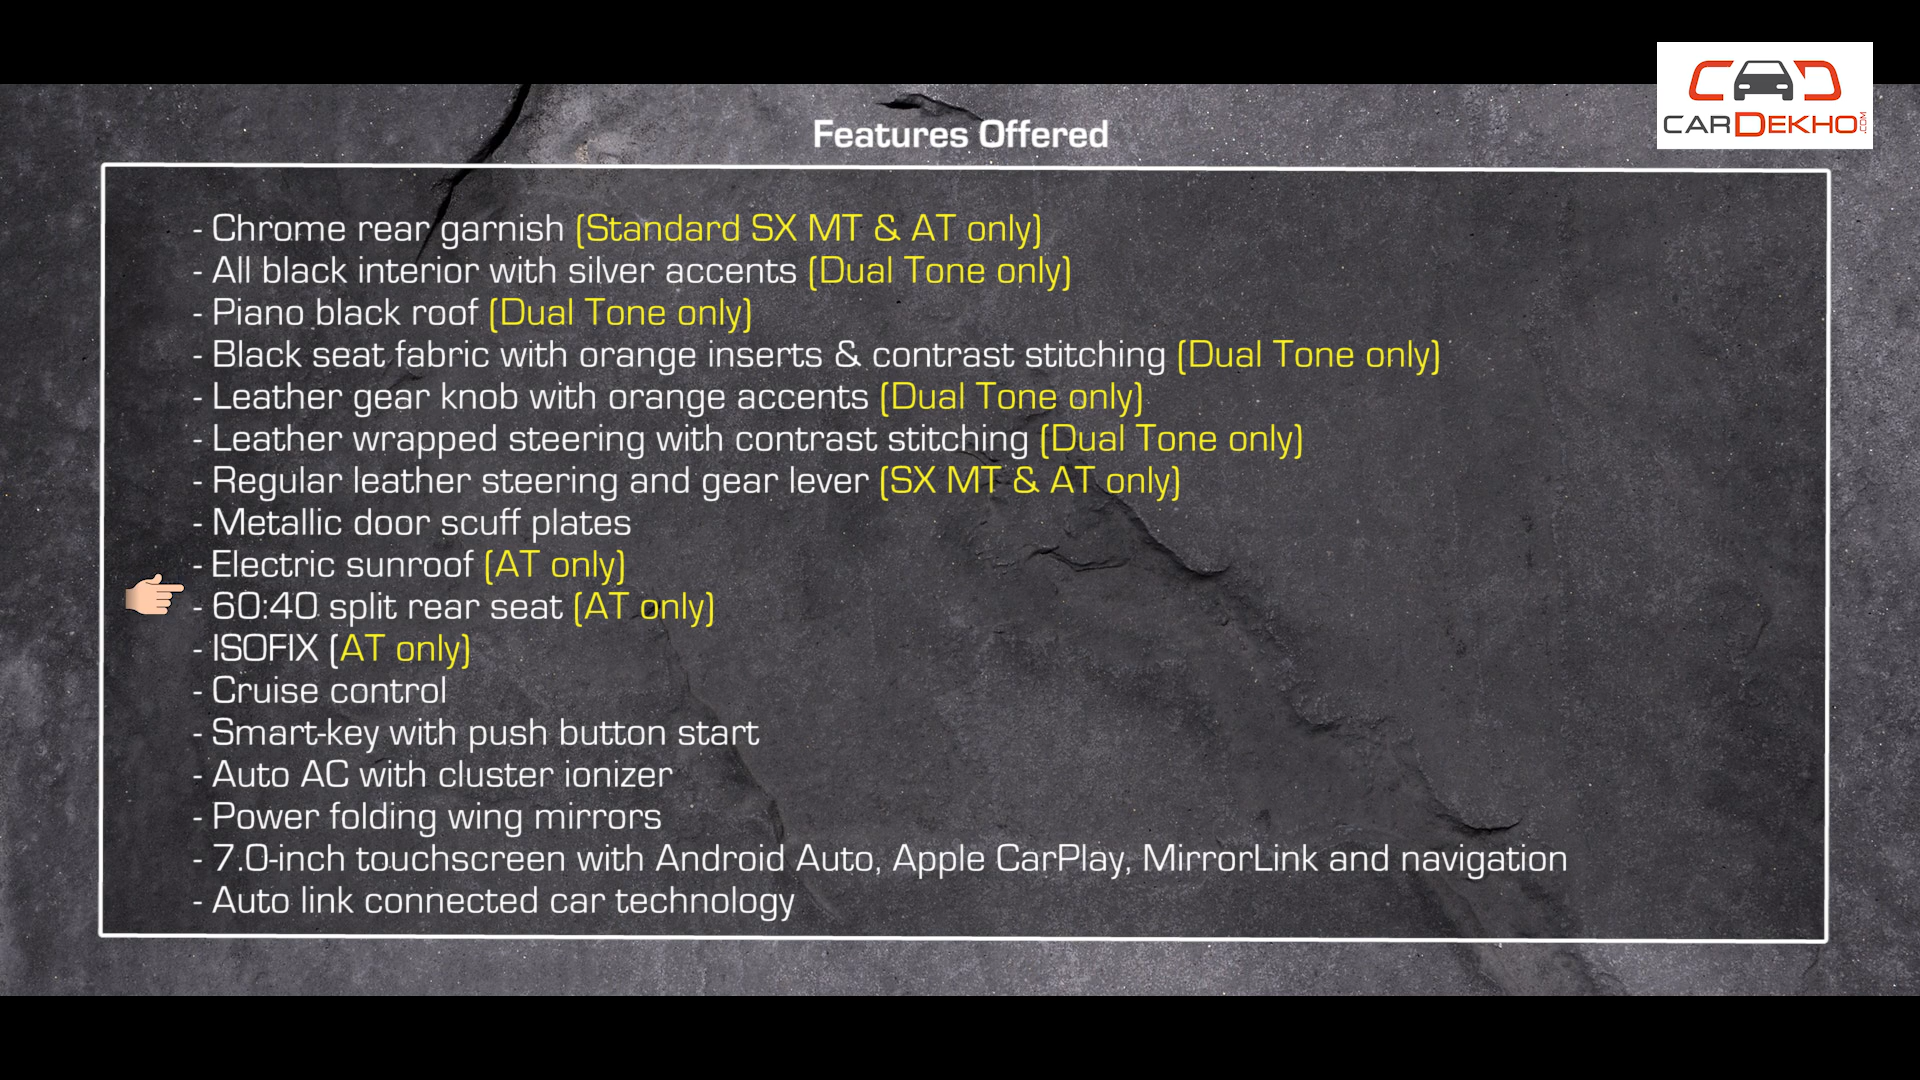 CARDEKHO.COM
Features Offered
- Chrome rear garnish (Standard SX MT & AT only)
- All black interior with silver accents (Dual Tone only)
- Piano black roof (Dual Tone only)
- Black seat fabric with orange inserts & contrast stitching (Dual Tone only)
- Leather gear knob with orange accents (Dual Tone only)
- Leather wrapped steering with contrast stitching (Dual Tone only)
- Regular leather steering and gear lever (SX MT & AT only)
- Metallic door scuff plates
- Electric sunroof (AT only)
- 60:40 split rear seat (AT only)
- ISOFIX (AT only)
- Cruise control
- Smart-key with push button start
- Auto AC with cluster ionizer
- Power folding wing mirrors
- 7.0-inch touchscreen with Android Auto, Apple CarPlay, MirrorLink and navigation
- Auto link connected car technology